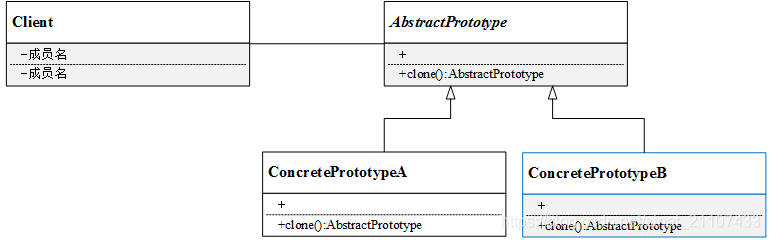 Client
-成员名
-成员名
AbstractPrototype
+
+clone():AbstractPrototype
ConcretePrototypeA
+
+clone():AbstractPrototype
ConcretePrototypeB
+
+clone():AbstractPrototype